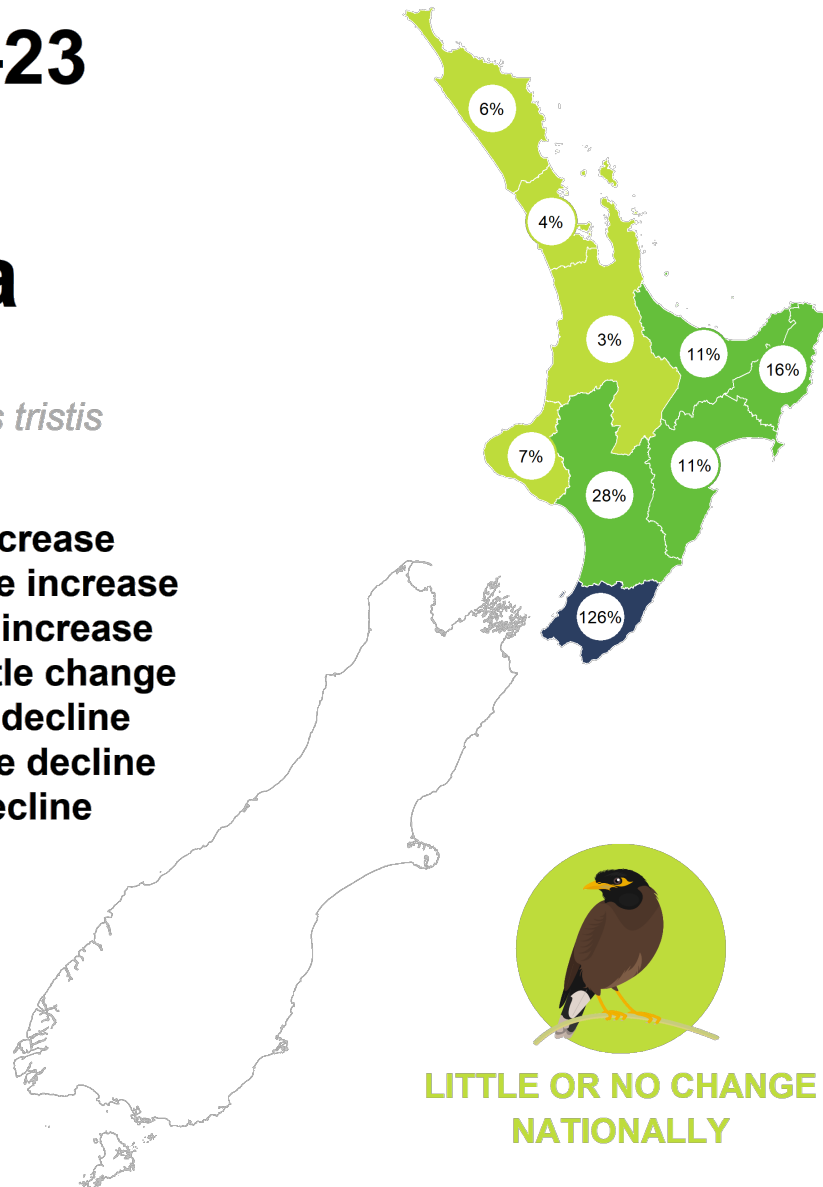 -23
a
s tristis
crease
e increase
increase
tle change
decline
e decline
ecline
6%
4%
3%
11%
16%
7%
11%
28%
126%
LITTLE OR NO CHANGE
NATIONALLY